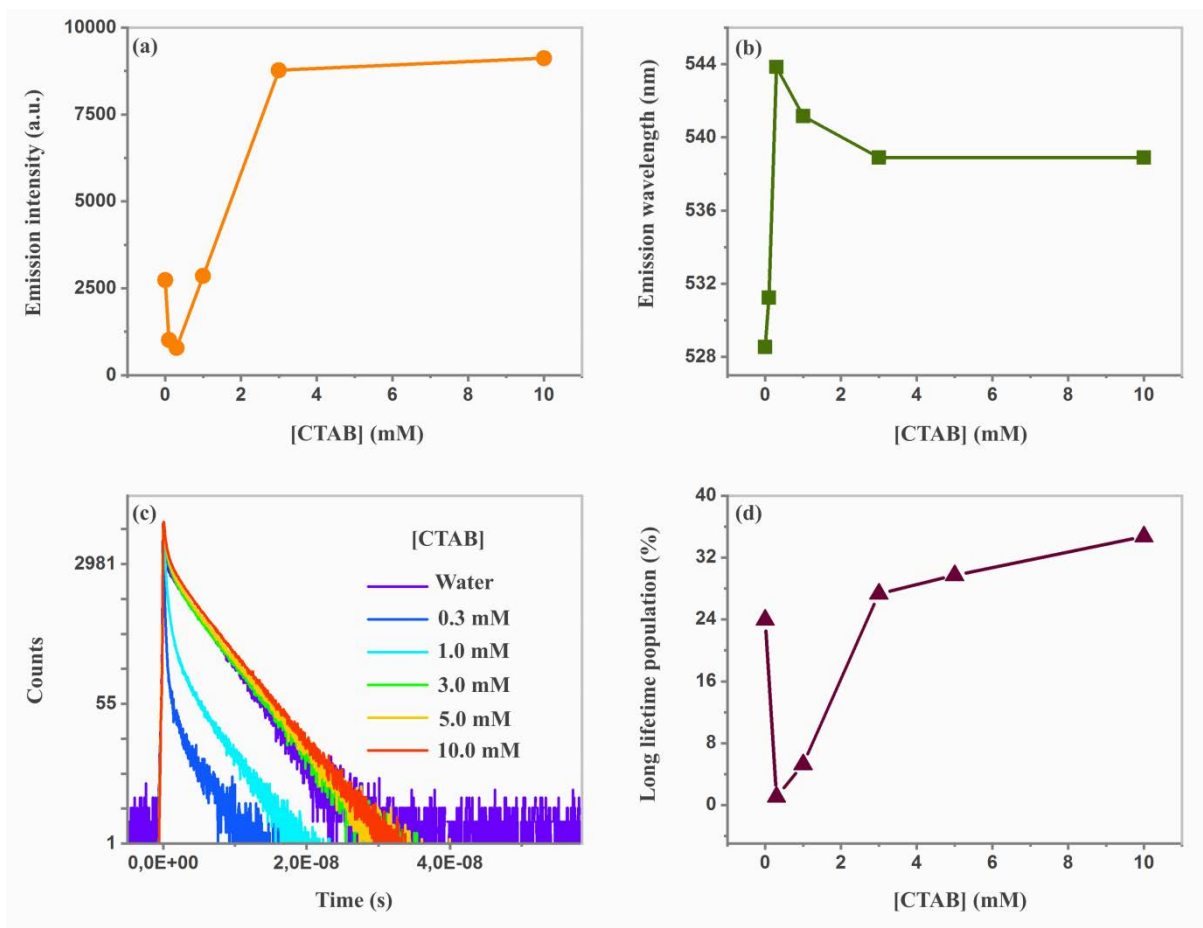 (a)
10000
7500
5000
2500
0
Emission intensity (a.u.)
0 2 4 6 8 10
[CTAB] (mM)
(b)
544
540
536
532
528
Emission wavelength (nm)
0 2 4 6 8 10
[CTAB] (mM)
(c)
2981
55
1
Counts
[CTAB]
Water
0.3 mM
1.0 mM
3.0 mM
5.0 mM
10.0 mM
0,0E+00 2,0E-08 4,0E-08
Time (s)
(d)
40
32
24
16
8
0
Long lifetime population (%)
0 2 4 6 8 10
[CTAB] (mM)